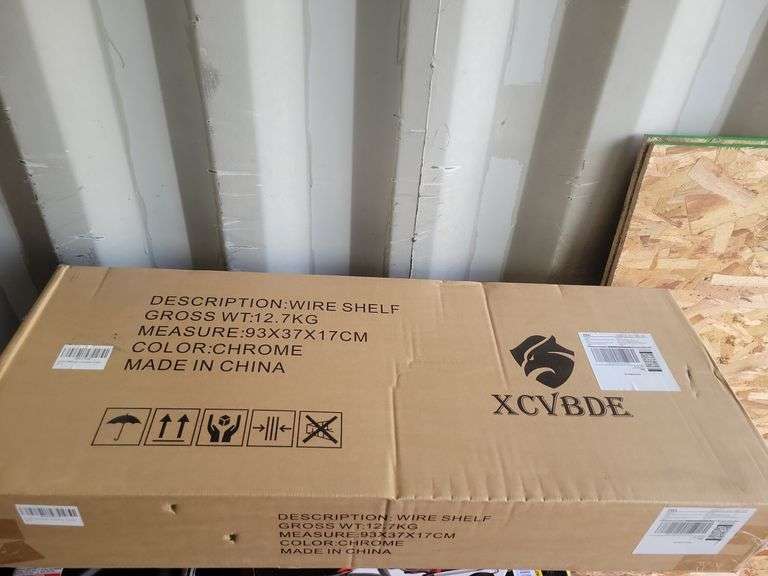 DESCRIPTION:WIRE SHELF
GROSS WT:12.7KG
MEASURE:93X37X17CM
COLOR:CHROME
MADE IN CHINA
XCVBDE
DESCRIPTION: WIRE SHELF
GROSS WT:12.7KG
MEASURE:93X37X17CM
COLOR:CHROME
MADE IN CHINA